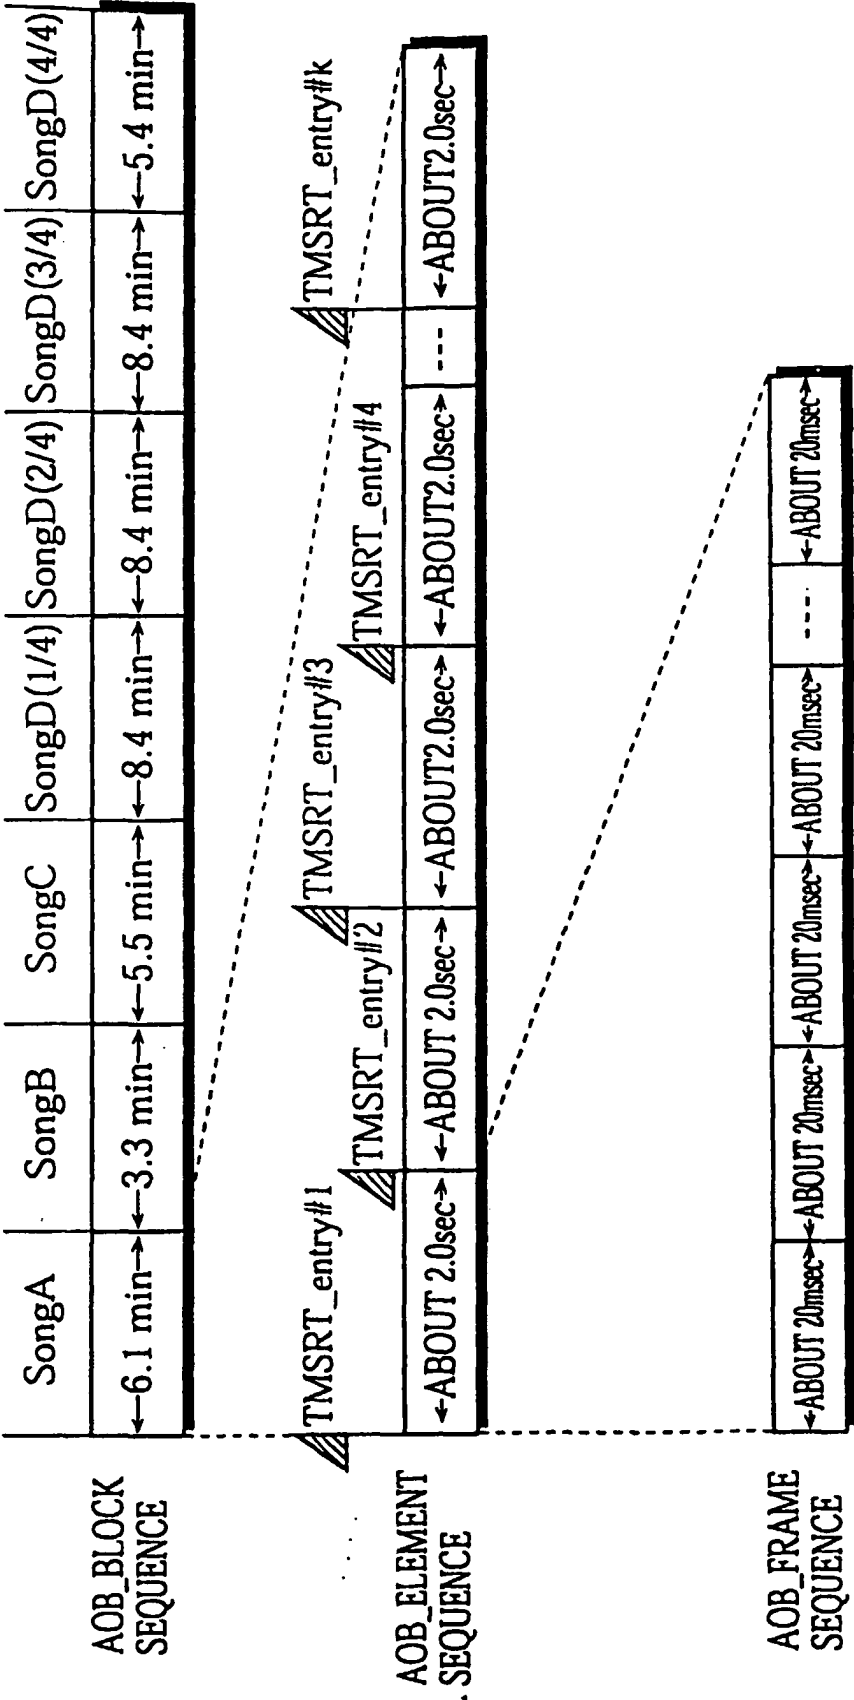 SongA
SongB
SongC
SongD(1/4)
SongD(2/4)
SongD(3/4)
SongD(4/4)
AOB_BLOCK
SEQUENCE
←6.1 min→
←3.3 min→
←5.5 min→
←8.4 min→
←8.4 min→
←8.4 min→
←5.4 min→
TMSRT_entry#1
TMSRT_entry#2
TMSRT_entry#3
TMSRT_entry#4
TMSRT_entry#k
AOB_ELEMENT
SEQUENCE
←ABOUT 2.0sec→
←ABOUT 2.0sec→
←ABOUT2.0sec→
←ABOUT2.0sec→
----
←ABOUT2.0sec→
AOB_FRAME
SEQUENCE
←ABOUT 20msec→
←ABOUT 20msec→
←ABOUT 20msec→
←ABOUT 20msec→
----
←ABOUT 20msec→